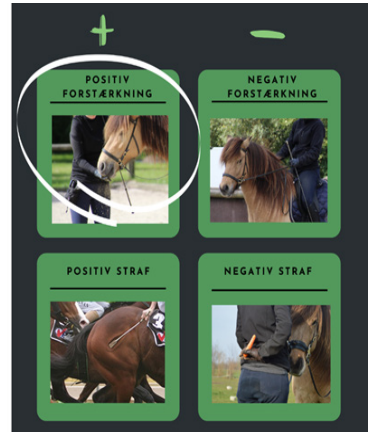 +
-
POSITIV
FORSTÆRKNING
NEGATIV
FORSTÆRKNING
POSITIV STRAF
NEGATIV STRAF